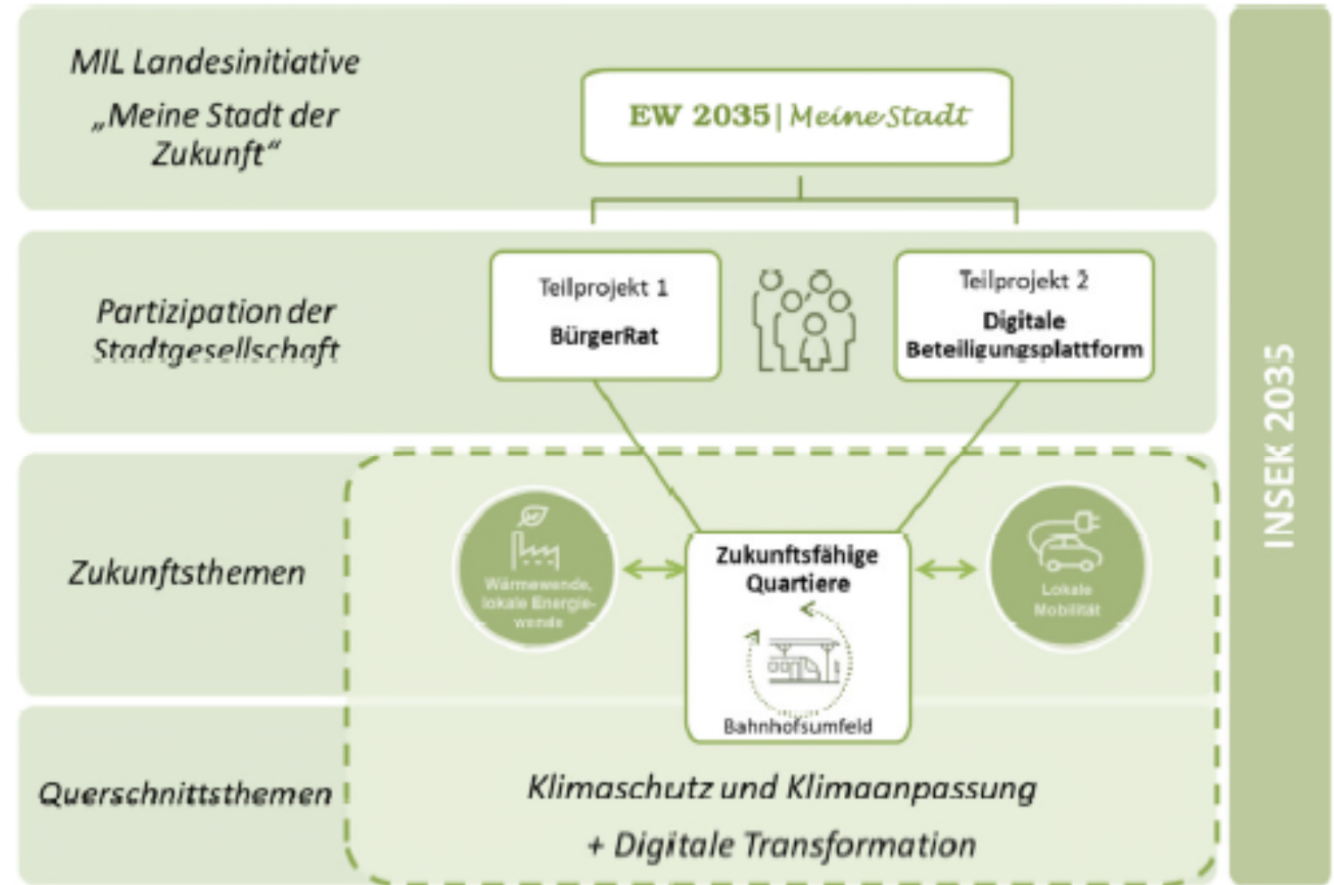 MIL Landesinitiative
„Meine Stadt der
Zukunft“
EW 2035| Meine Stadt
Partizipation der
Stadtgesellschaft
Teilprojekt 1
BürgerRat
Teilprojekt 2
Digitale
Beteiligungsplattform
Zukunftsthemen
Wärmewende,
lokale Energie-
wende
Zukunftsfähige
Quartiere
Bahnhofsumfeld
Lokale
Mobilität
Querschnittsthemen
Klimaschutz und Klimaanpassung
+ Digitale Transformation
INSEK 2035